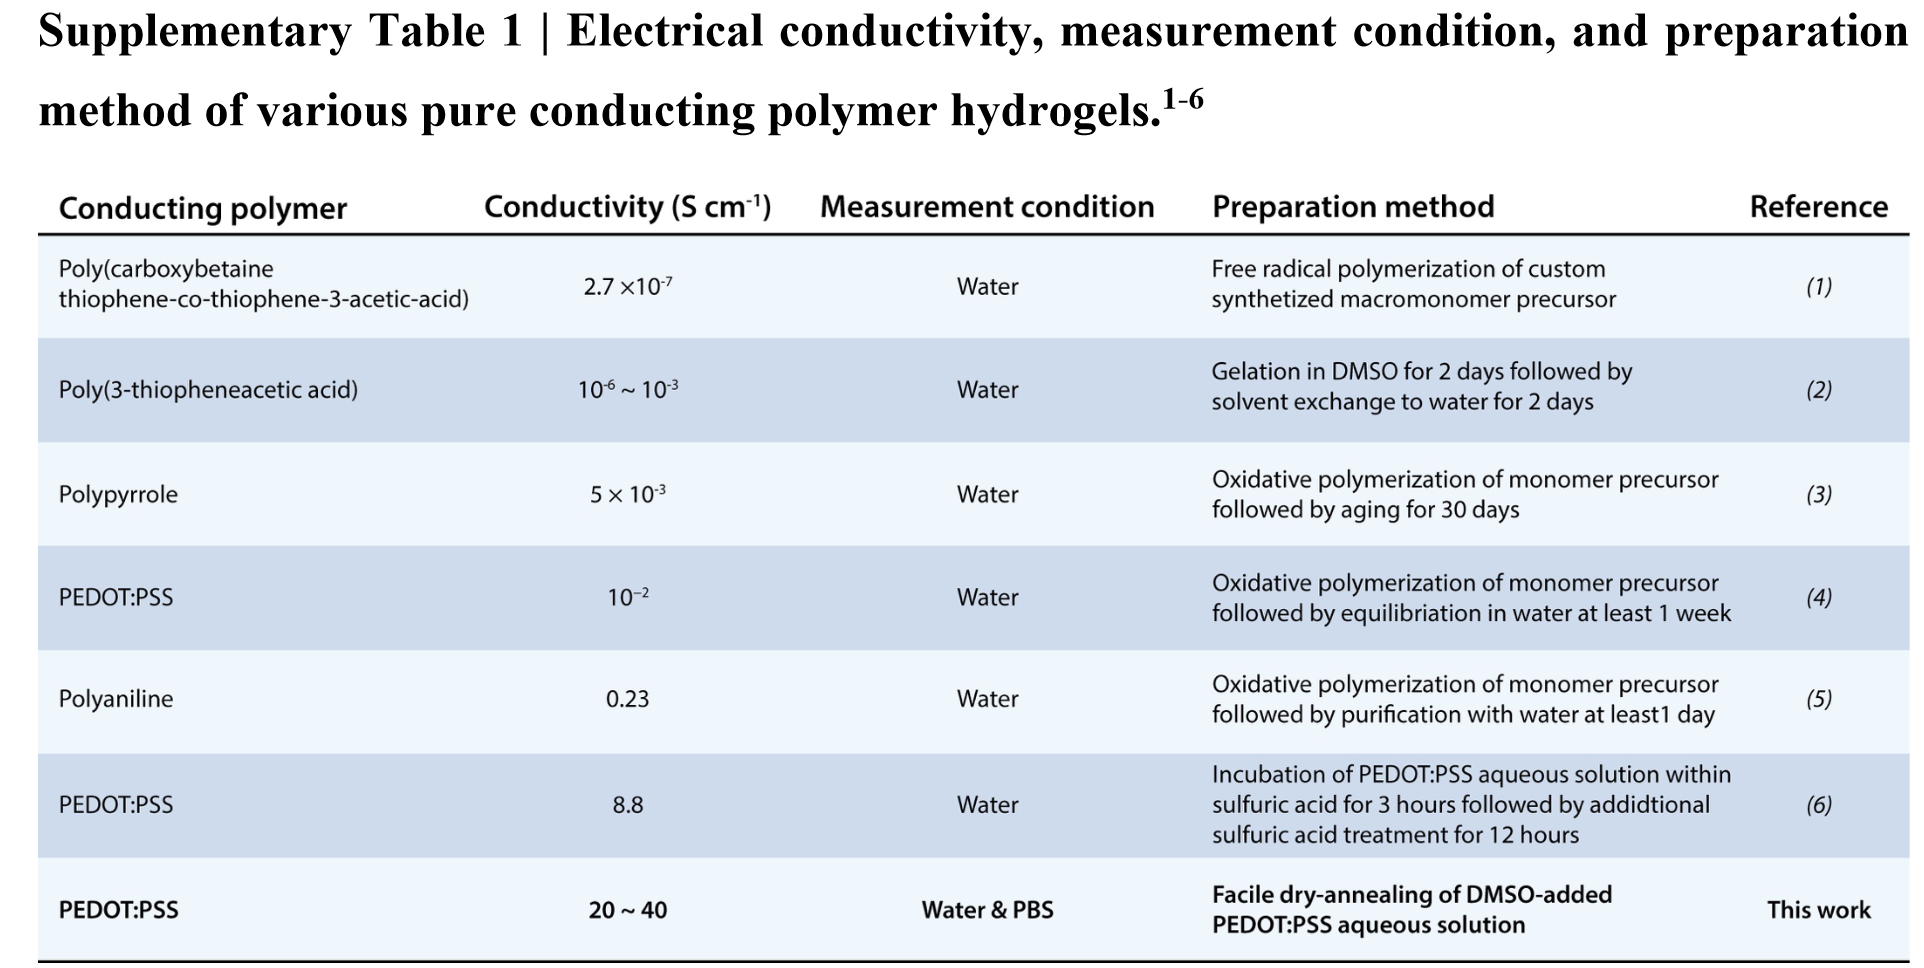 Supplementary Table 1 | Electrical conductivity, measurement condition, and preparation
method of various pure conducting polymer hydrogels.¹⁻⁶
Conducting polymer Conductivity (S cm⁻¹) Measurement condition Preparation method Reference
Poly(carboxybetaine
thiophene-co-thiophene-3-acetic-acid)
2.7 ×10⁻⁷
Water
Free radical polymerization of custom
synthetized macromonomer precursor
(1)
Poly(3-thiopheneacetic acid)
10⁻⁶ ~ 10⁻³
Water
Gelation in DMSO for 2 days followed by
solvent exchange to water for 2 days
(2)
Polypyrrole
5 × 10⁻³
Water
Oxidative polymerization of monomer precursor
followed by aging for 30 days
(3)
PEDOT:PSS
10⁻²
Water
Oxidative polymerization of monomer precursor
followed by equilibriation in water at least 1 week
(4)
Polyaniline
0.23
Water
Oxidative polymerization of monomer precursor
followed by purification with water at least1 day
(5)
PEDOT:PSS
8.8
Water
Incubation of PEDOT:PSS aqueous solution within
sulfuric acid for 3 hours followed by addidtional
sulfuric acid treatment for 12 hours
(6)
PEDOT:PSS
20 ~ 40
Water & PBS
Facile dry-annealing of DMSO-added
PEDOT:PSS aqueous solution
This work